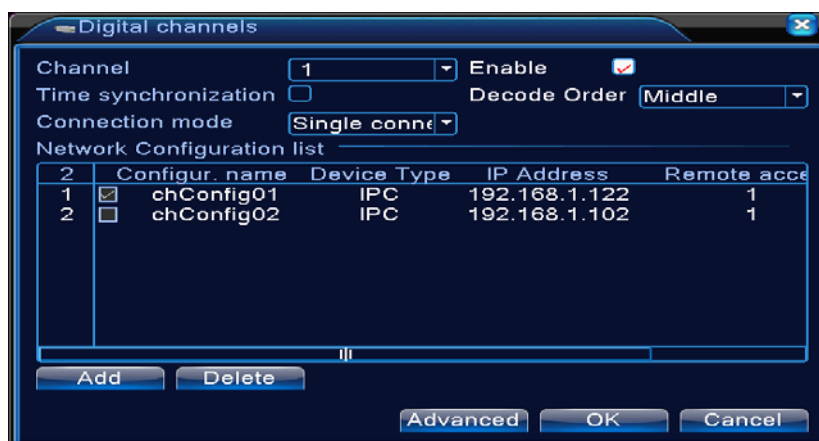 Digital channels
Channel 1 Enable
Time synchronization Decode Order Middle
Connection mode Single conne
Network Configuration list
2 Configur. name Device Type IP Address Remote acce
1 chConfig01 IPC 192.168.1.122 1
2 chConfig02 IPC 192.168.1.102 1
Add Delete
Advanced OK Cancel